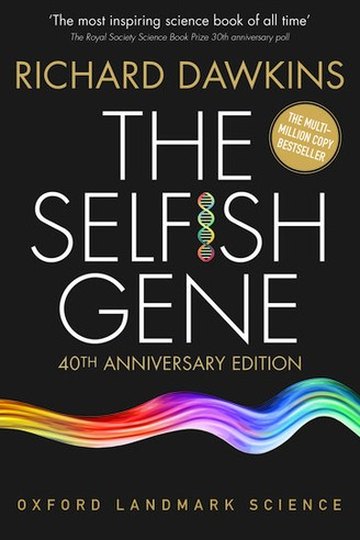 ‘The most inspiring science book of all time’
The Royal Society Science Book Prize 30th anniversary poll
RICHARD DAWKINS
THE
SELFISH
GENE
THE MULTI-
MILLION COPY
BESTSELLER
40TH ANNIVERSARY EDITION
OXFORD LANDMARK SCIENCE